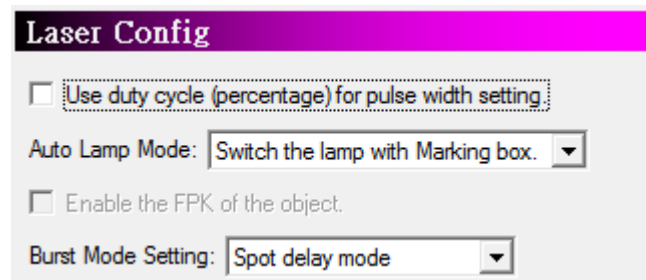 Laser Config
Use duty cycle (percentage) for pulse width setting.
Auto Lamp Mode: Switch the lamp with Marking box.
Enable the FPK of the object.
Burst Mode Setting: Spot delay mode